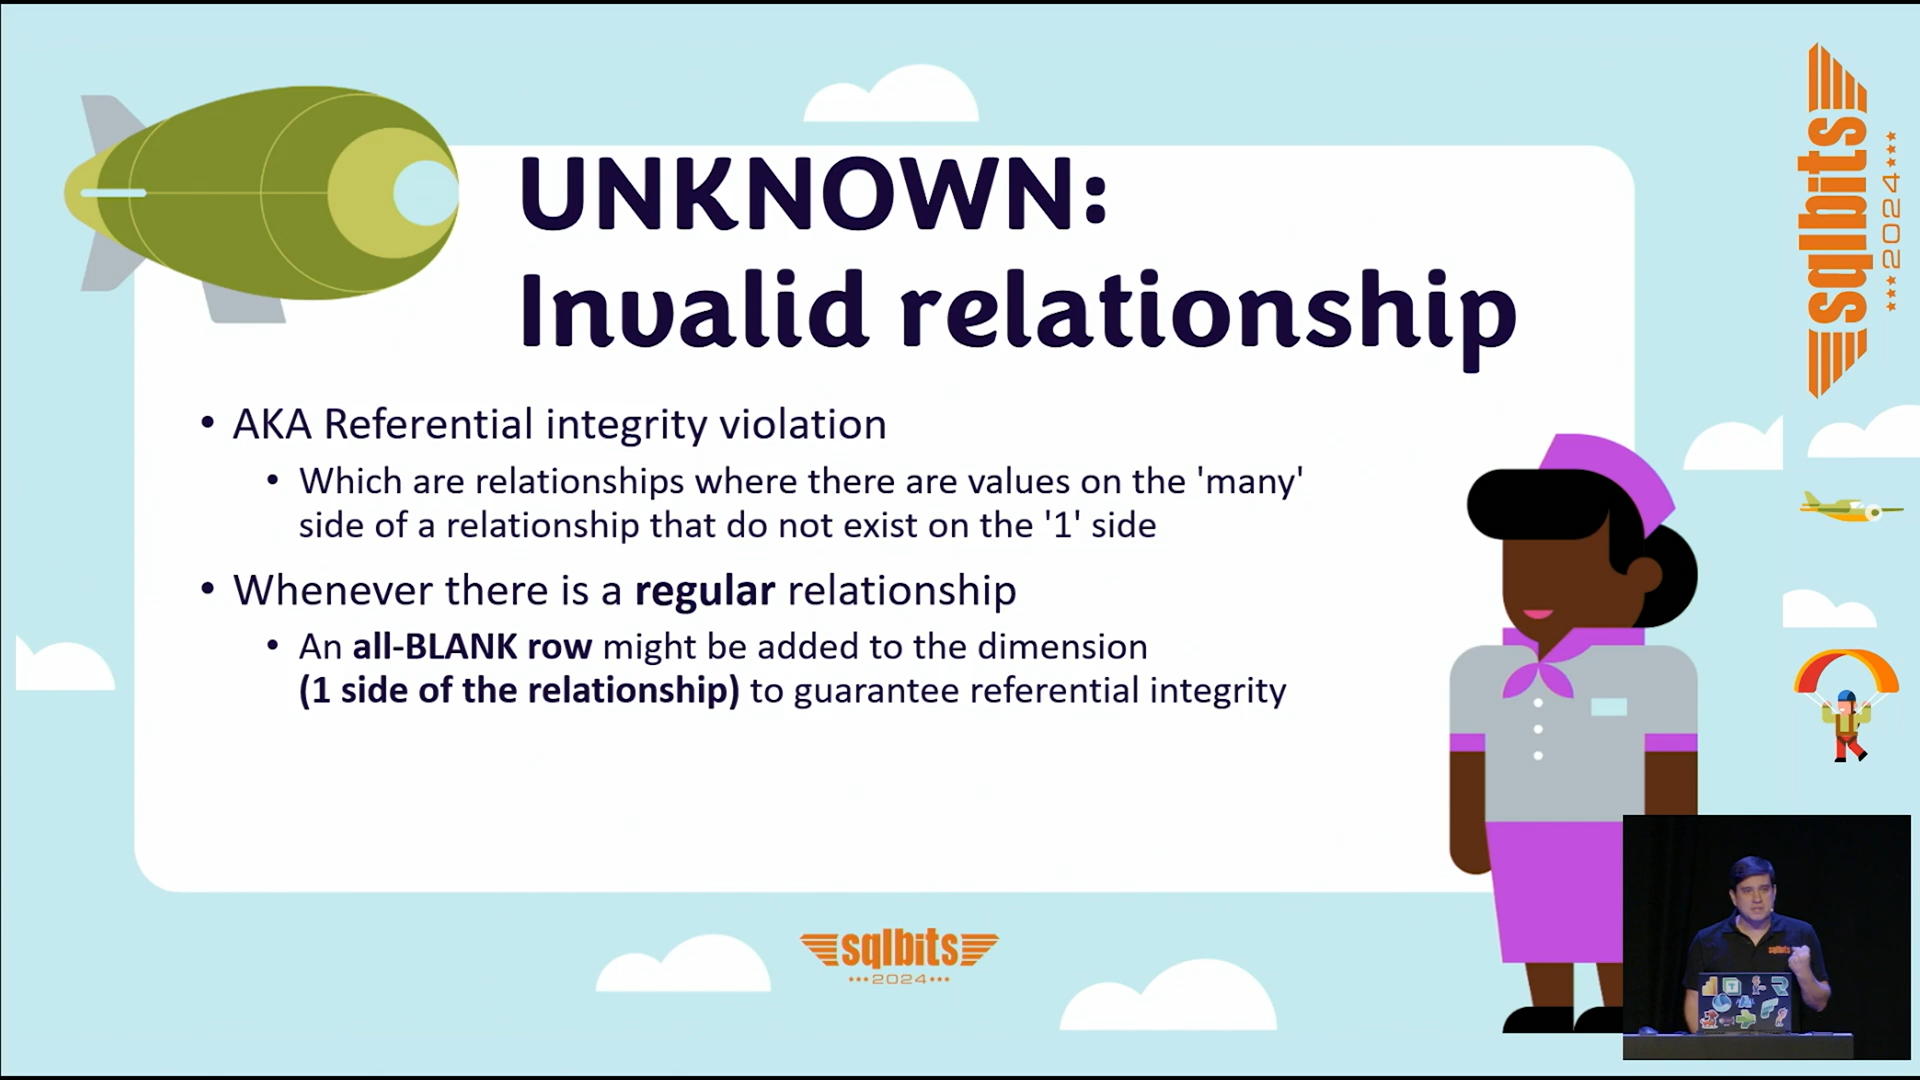 UNKNOWN:
Invalid relationship
• AKA Referential integrity violation
• Which are relationships where there are values on the 'many'
side of a relationship that do not exist on the '1' side
• Whenever there is a regular relationship
• An all-BLANK row might be added to the dimension
(1 side of the relationship) to guarantee referential integrity
sqlbits
2024
sqlbits
2024
sqlbits